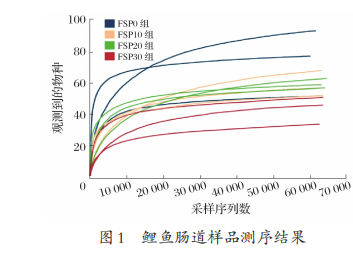 100
80
60
40
20
0
观测到的物种
FSP0 组
FSP10 组
FSP20 组
FSP30 组
10 000
20 000
30 000
40 000
50 000
60 000
70 000
采样序列数
图1 鲤鱼肠道样品测序结果